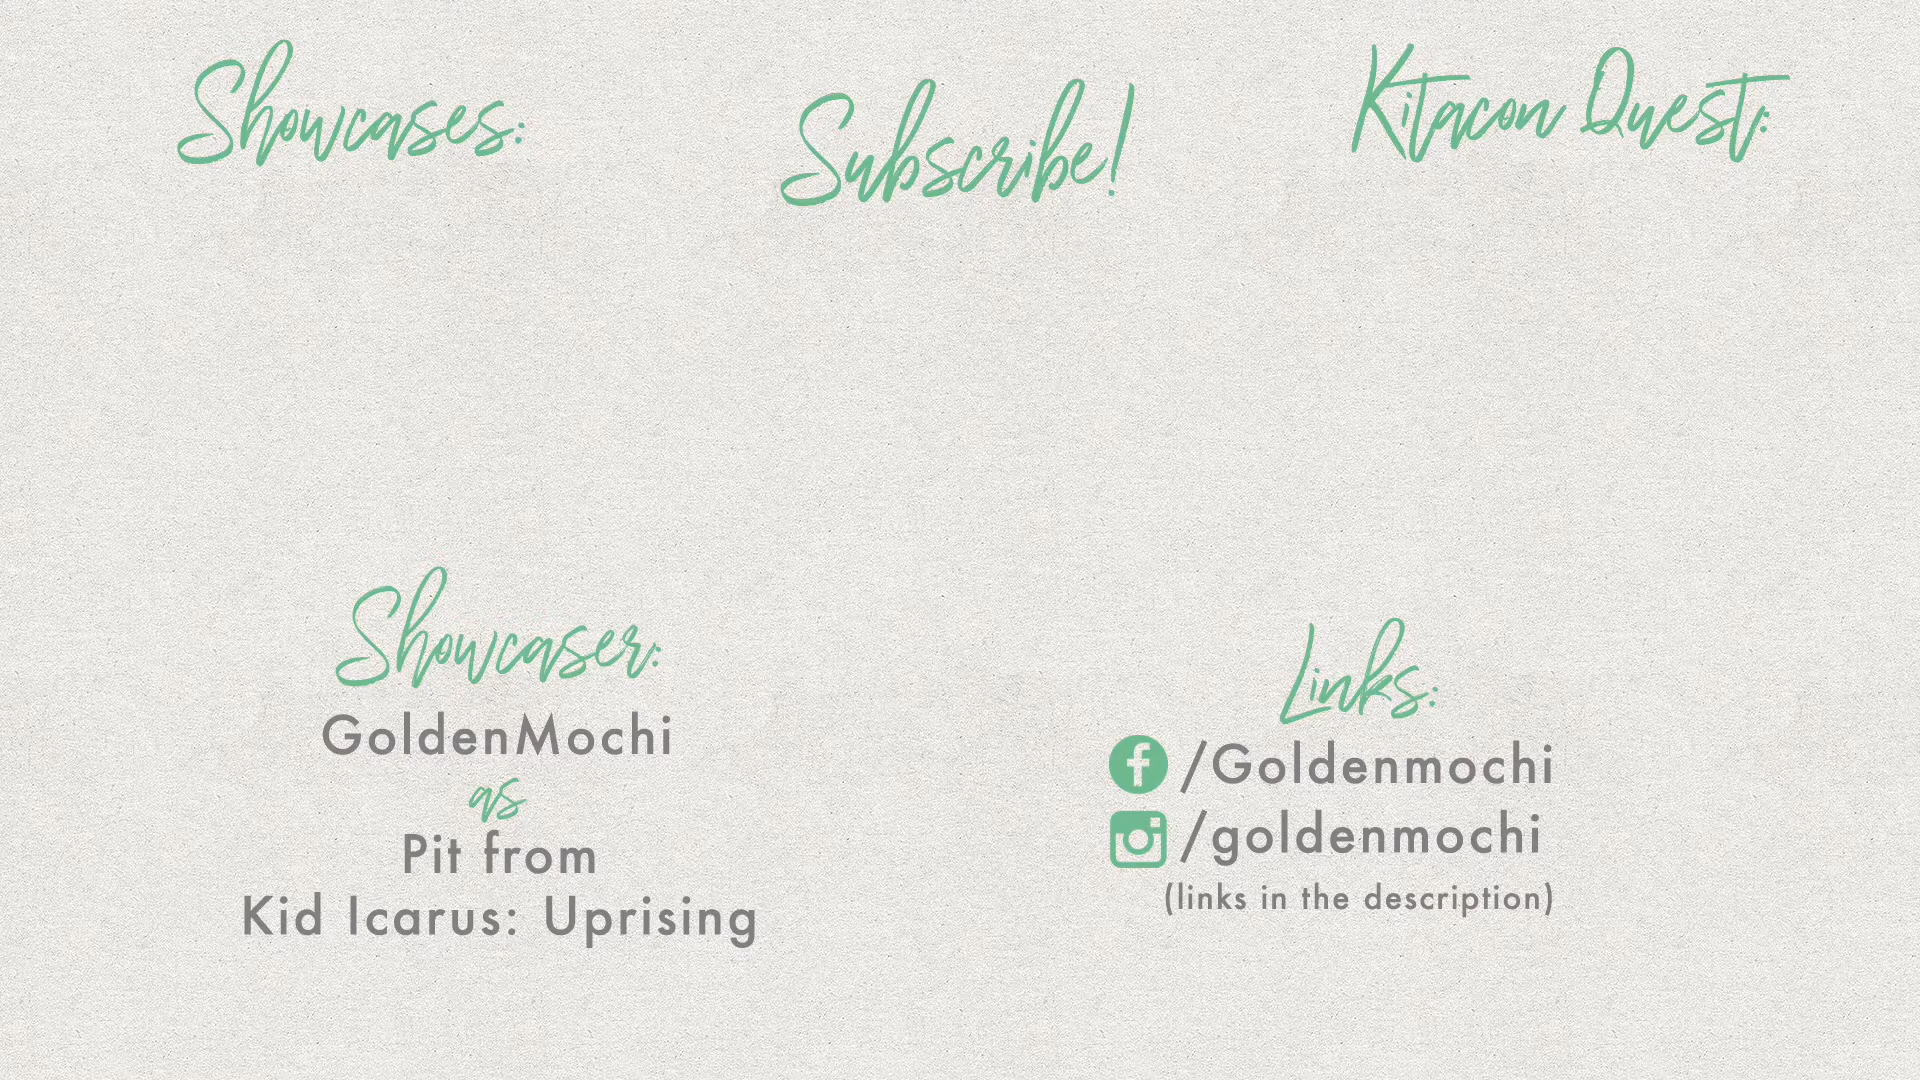 Showcases:
Subscribe!
Kitacon Quest:
Showcaser:
GoldenMochi
as
Pit from
Kid Icarus: Uprising
Links:
/Goldenmochi
/goldenmochi
(links in the description)